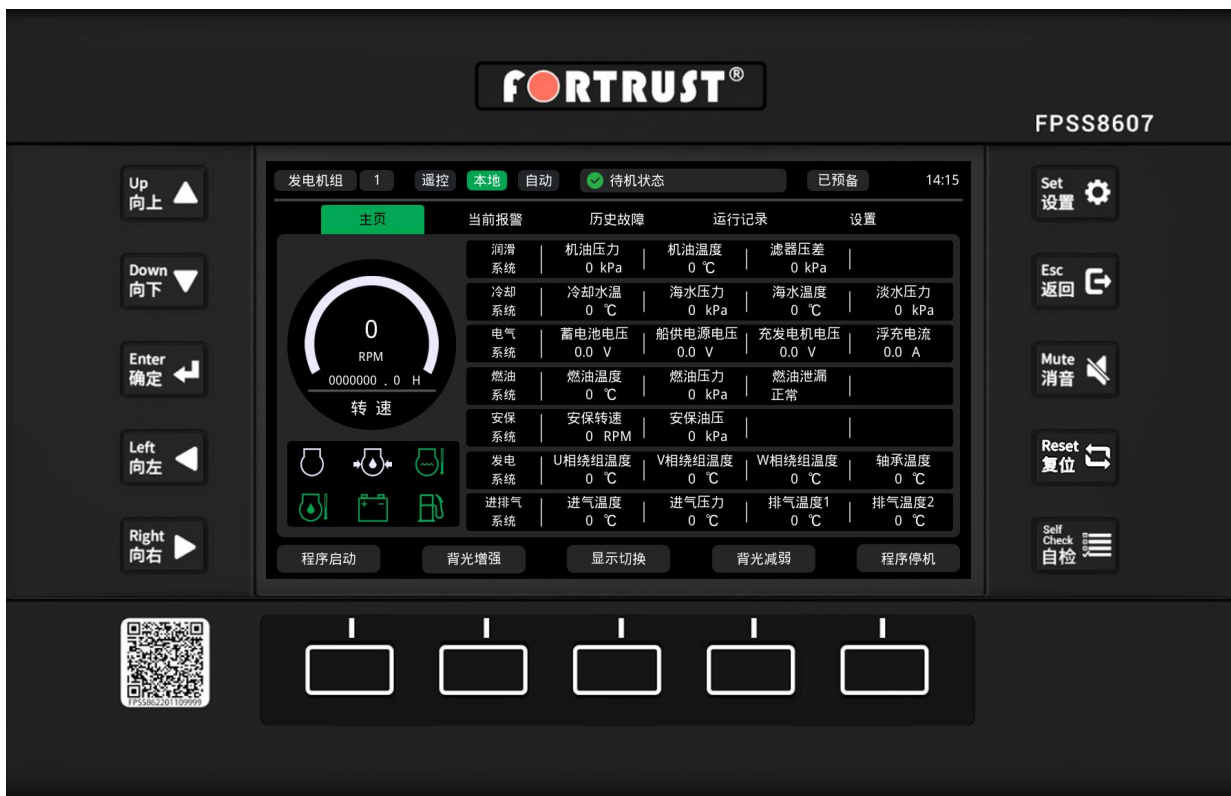 FORTRUST®
FPSS8607
Up
向上
Down
向下
Enter
确定
Left
向左
Right
向右
发电机组 1 遥控 本地 自动 待机状态 已预备 14:15
主页 当前报警 历史故障 运行记录 设置
0
RPM
0000000 . 0 H
转速
润滑 机油压力 机油温度 滤器压差
系统 0 kPa 0 ℃ 0 kPa
冷却 冷却水温 海水压力 海水温度 淡水压力
系统 0 ℃ 0 kPa 0 ℃ 0 kPa
电气 蓄电池电压 船供电源电压 充发电机电压 浮充电流
系统 0.0 V 0.0 V 0.0 V 0.0 A
燃油 燃油温度 燃油压力 燃油泄漏
系统 0 ℃ 0 kPa 正常
安保 安保转速 安保油压
系统 0 RPM 0 kPa
发电 U相绕组温度 V相绕组温度 W相绕组温度 轴承温度
系统 0 ℃ 0 ℃ 0 ℃ 0 ℃
进排气 进气温度 进气压力 排气温度1 排气温度2
系统 0 ℃ 0 ℃ 0 ℃ 0 ℃
程序启动 背光增强 显示切换 背光减弱 程序停机
Set
设置
Esc
返回
Mute
消音
Reset
复位
Self
Check
自检
FPSS862201109999